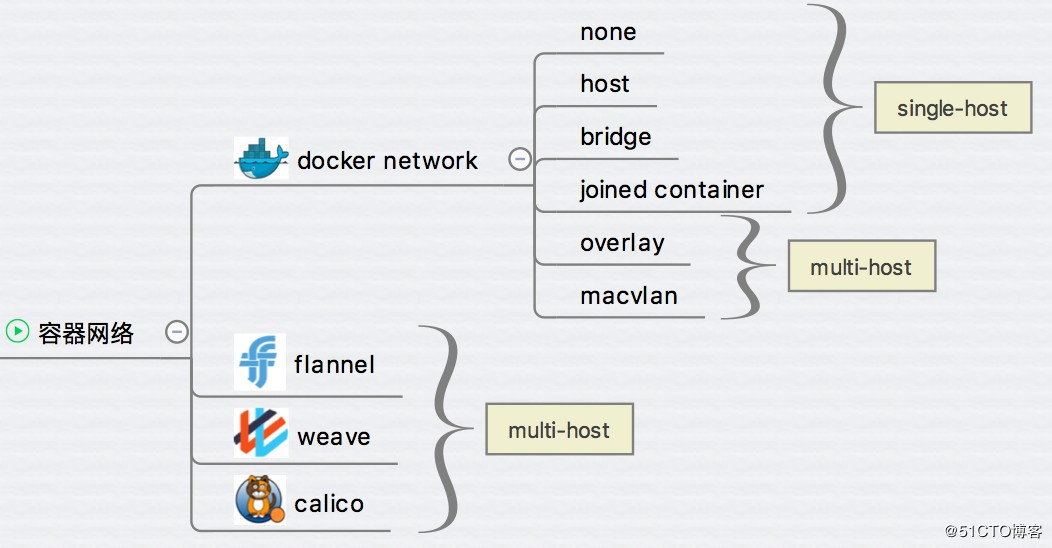 none
host
single-host
bridge
docker network
joined container
overlay
multi-host
macvlan
容器网络
flannel
weave
multi-host
calico
@51CTO博客